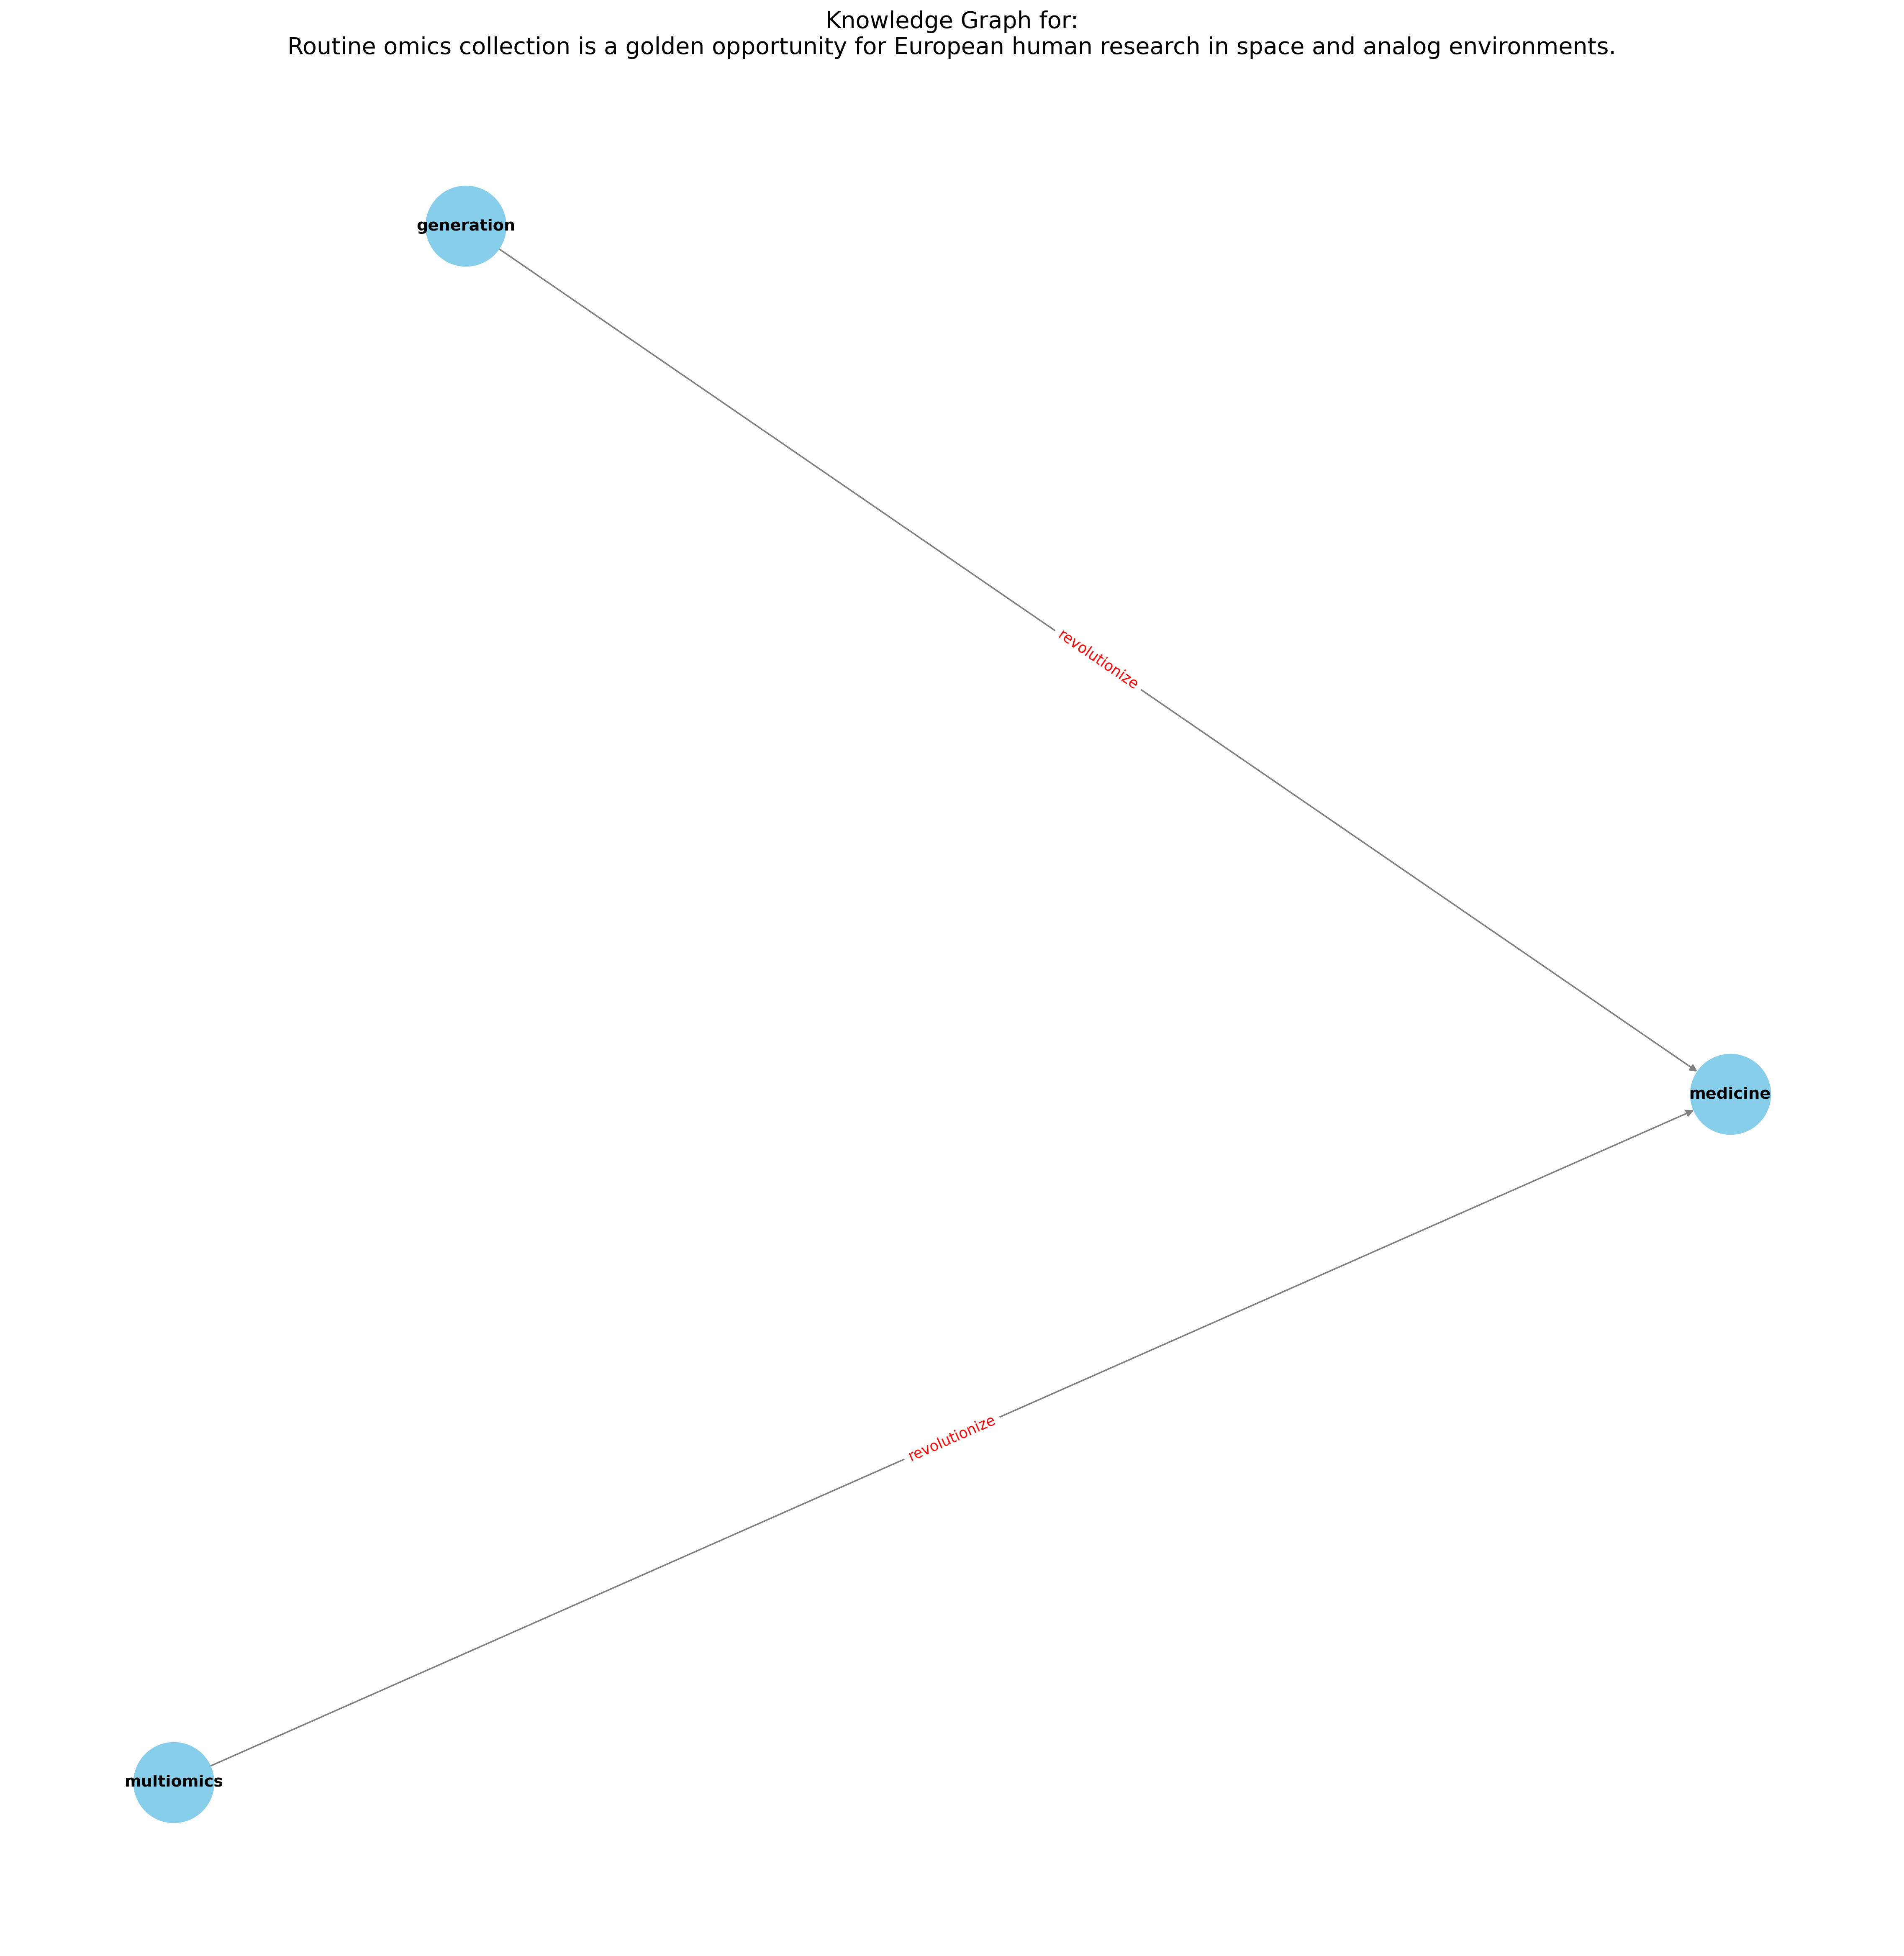 Knowledge Graph for:
Routine omics collection is a golden opportunity for European human research in space and analog environments.
generation
revolutionize
medicine
revolutionize
multiomics